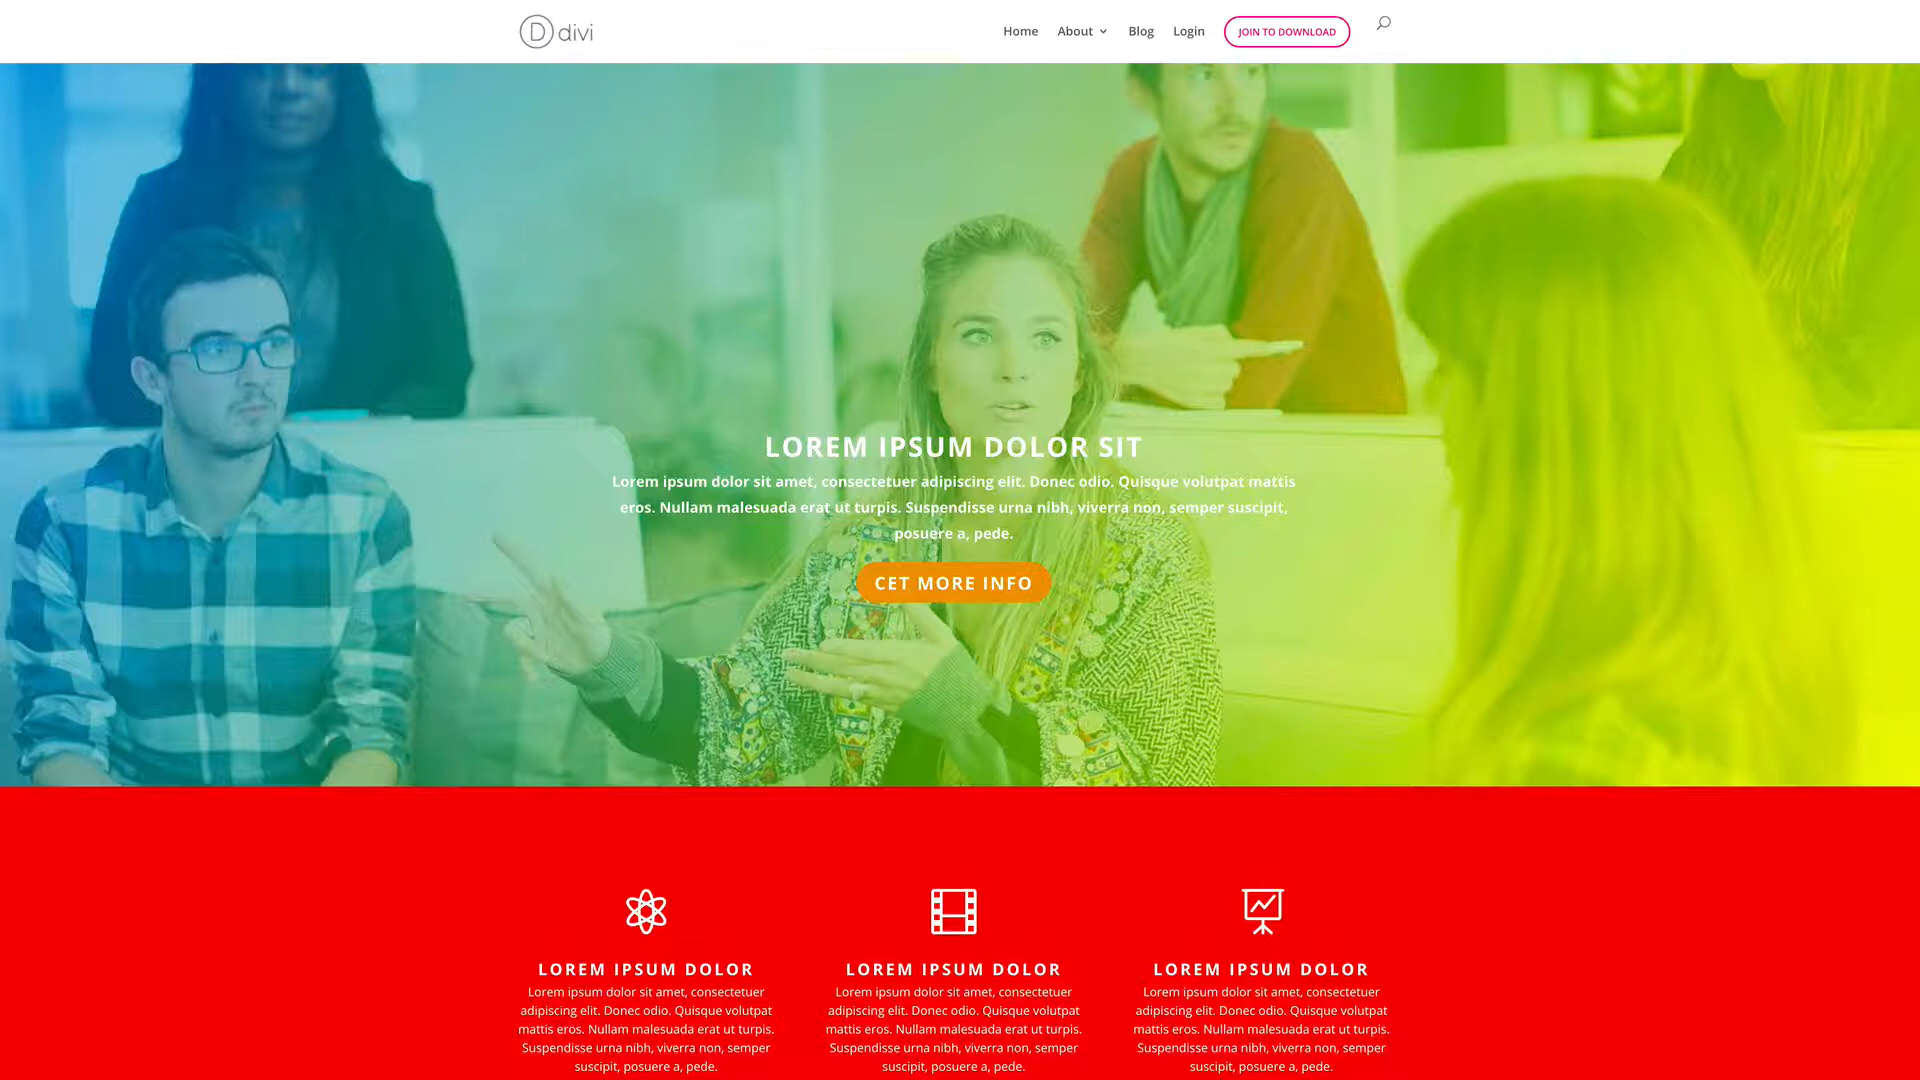 D divi
Home About Blog Login JOIN TO DOWNLOAD
LOREM IPSUM DOLOR SIT
Lorem ipsum dolor sit amet, consectetuer adipiscing elit. Donec odio. Quisque volutpat mattis
eros. Nullam malesuada erat ut turpis. Suspendisse urna nibh, viverra non, semper suscipit,
posuere a, pede.
CET MORE INFO
LOREM IPSUM DOLOR
Lorem ipsum dolor sit amet, consectetuer
adipiscing elit. Donec odio. Quisque volutpat
mattis eros. Nullam malesuada erat ut turpis.
Suspendisse urna nibh, viverra non, semper
suscipit, posuere a, pede.
LOREM IPSUM DOLOR
Lorem ipsum dolor sit amet, consectetuer
adipiscing elit. Donec odio. Quisque volutpat
mattis eros. Nullam malesuada erat ut turpis.
Suspendisse urna nibh, viverra non, semper
suscipit, posuere a, pede.
LOREM IPSUM DOLOR
Lorem ipsum dolor sit amet, consectetuer
adipiscing elit. Donec odio. Quisque volutpat
mattis eros. Nullam malesuada erat ut turpis.
Suspendisse urna nibh, viverra non, semper
suscipit, posuere a, pede.